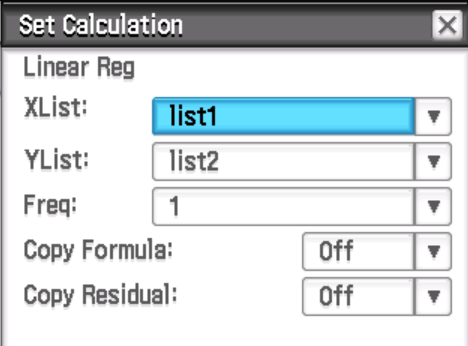 Set Calculation
Linear Reg
XList: list1
YList: list2
Freq: 1
Copy Formula: Off
Copy Residual: Off